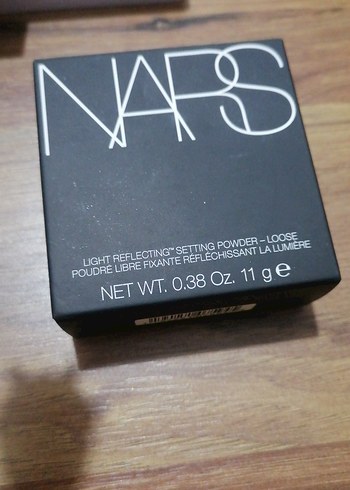 NARS
LIGHT REFLECTING™ SETTING POWDER – LOOSE
POUDRE LIBRE FIXANTE RÉFLÉCHISSANT LA LUMIÈRE
NET WT. 0.38 Oz. 11 g ℮